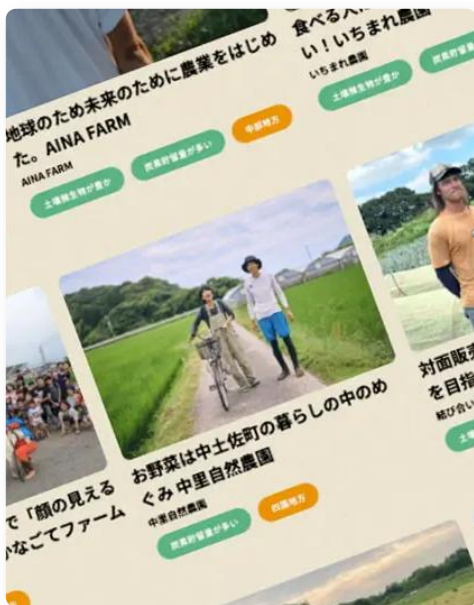 地球のため未来のために農業をはじめ
た。AINA FARM
AINA FARM
土壌微生物が豊か
炭素貯留量が多い
中部地方
い！いちまれ農園
いちまれ農園
土壌微生物が豊か
で「顔の見える
なごてファーム
お野菜は中土佐町の暮らしの中のめ
ぐみ 中里自然農園
中里自然農園
炭素貯留量が多い
四国地方
対面販
を目指
結び合い